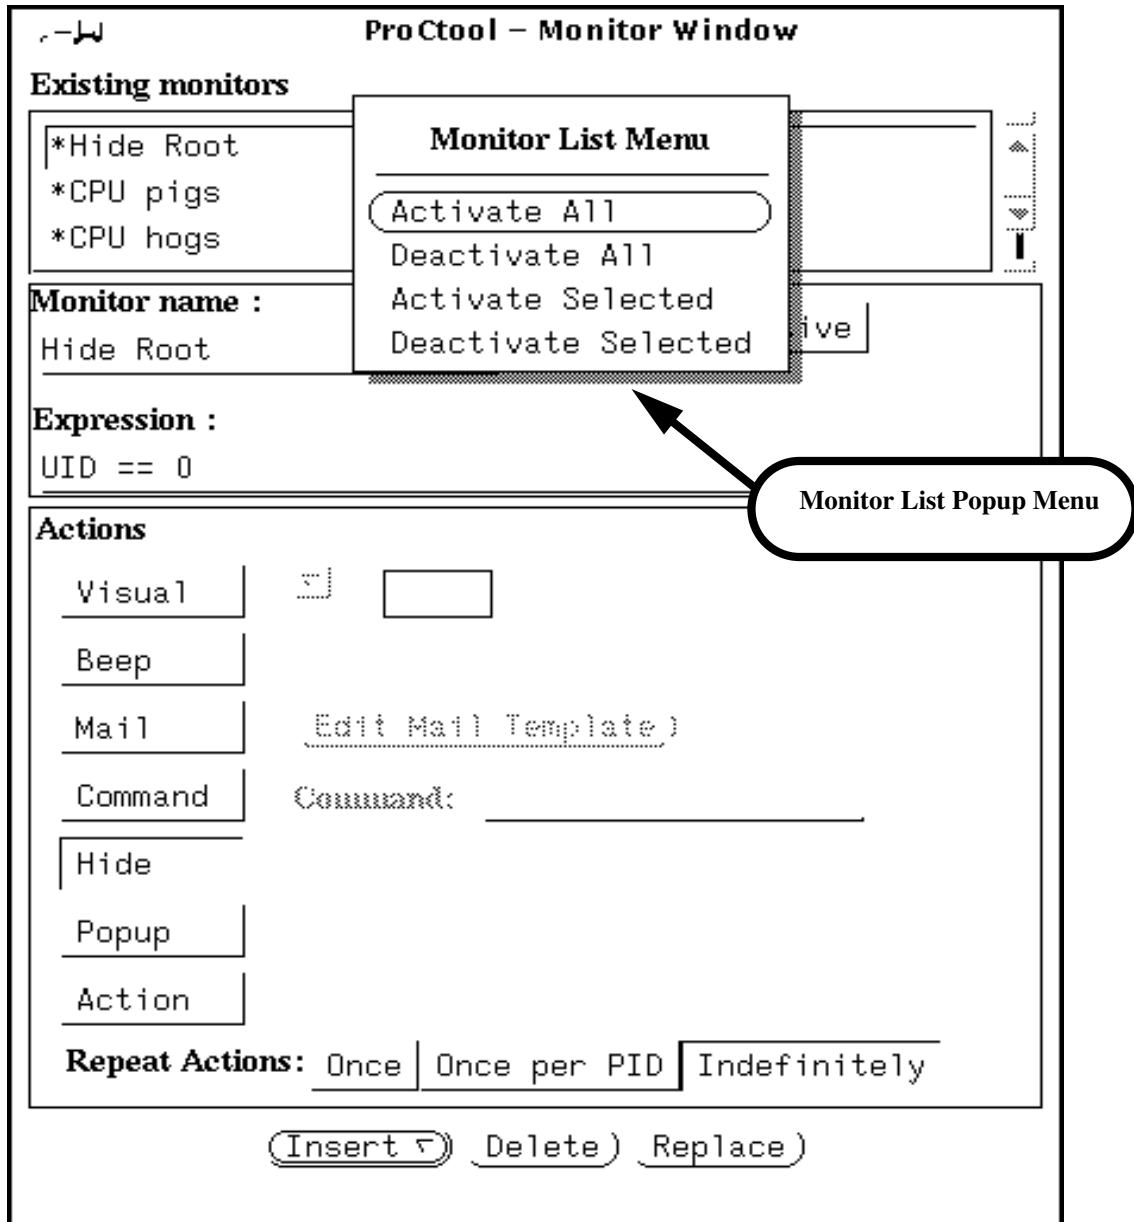 ProCtool – Monitor Window
Existing monitors
*Hide Root
*CPU pigs
*CPU hogs
Monitor List Menu
Activate All
Deactivate All
Activate Selected
Deactivate Selected
Monitor name :
ive
Hide Root
Expression :
UID == 0
Monitor List Popup Menu
Actions
Visual
Beep
Mail Edit Mail Template
Command Command:
Hide
Popup
Action
Repeat Actions: Once Once per PID Indefinitely
Insert Delete Replace